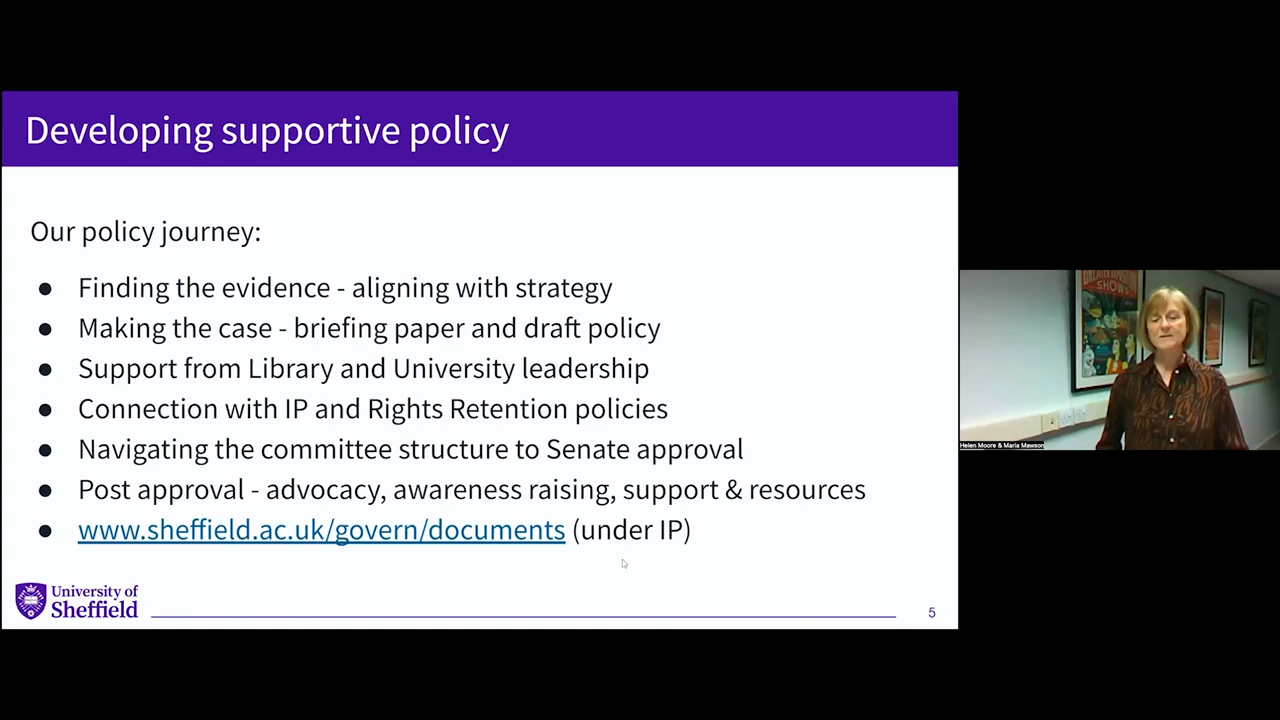 Developing supportive policy
Our policy journey:
● Finding the evidence - aligning with strategy
● Making the case - briefing paper and draft policy
● Support from Library and University leadership
● Connection with IP and Rights Retention policies
● Navigating the committee structure to Senate approval
● Post approval - advocacy, awareness raising, support & resources
● www.sheffield.ac.uk/govern/documents (under IP)
University of
Sheffield
5
SHOWS
Helen Moore & Maria Mawson